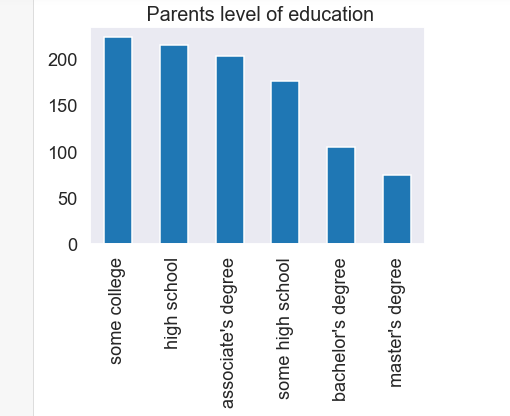 Parents level of education
200
150
100
50
0
some college
high school
associate's degree
some high school
bachelor's degree
master's degree